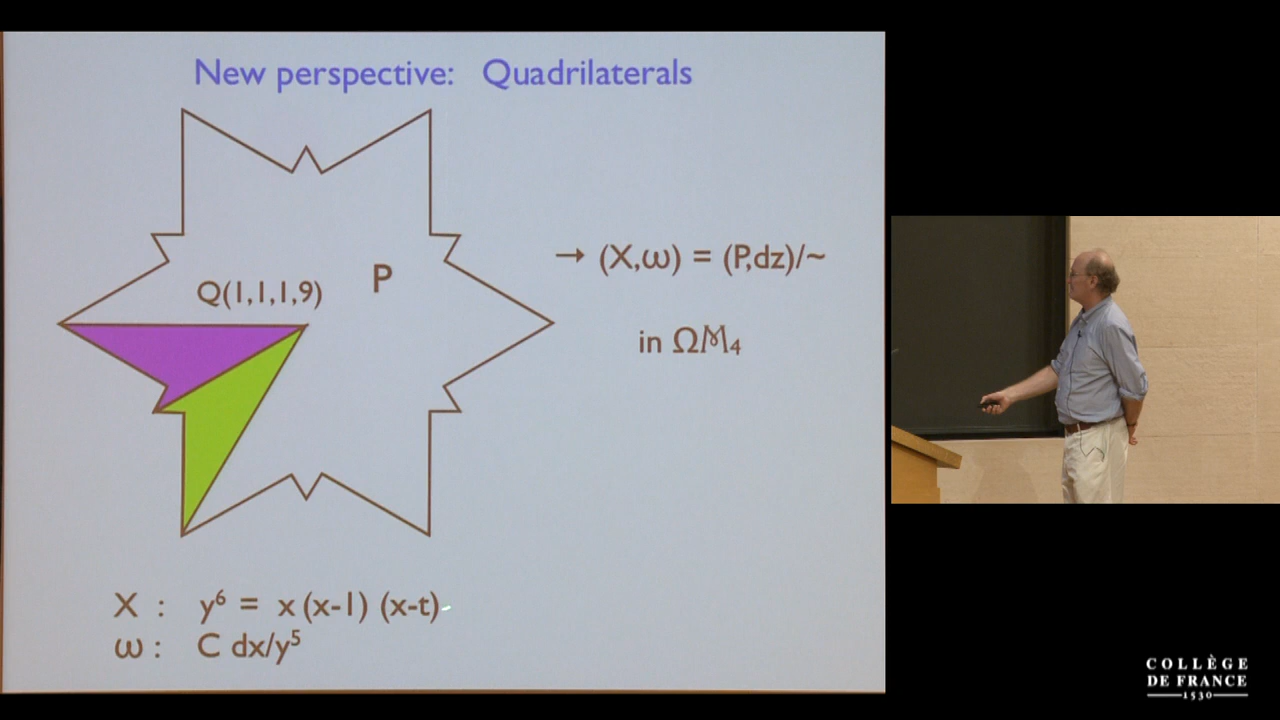 New perspective: Quadrilaterals
Q(1,1,1,9)
P
→ (X,ω) = (P,dz)/~
in ΩM₄
X : y⁶ = x (x-1) (x-t)
ω : C dx/y⁵
COLLÈGE
DE FRANCE
1530